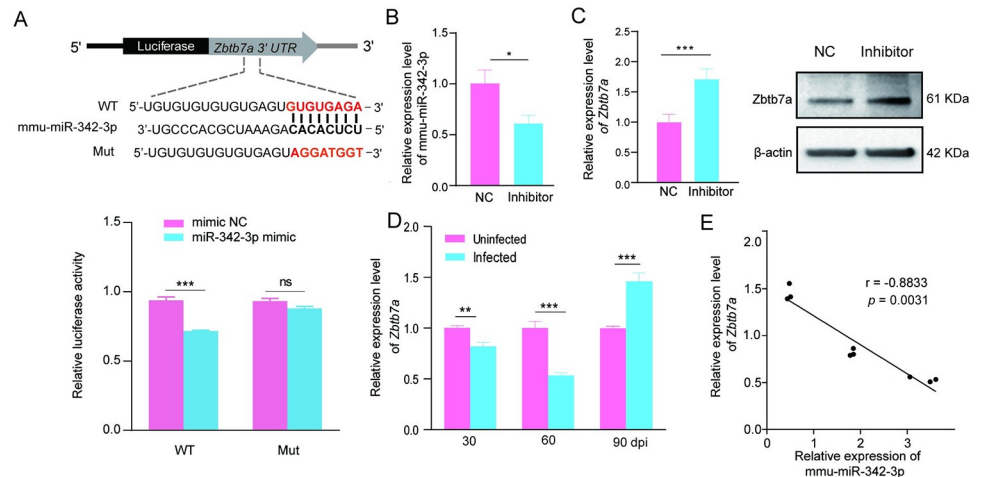 A
5'
Luciferase
Zbtb7a 3' UTR
3'
WT 5'-UGUGUGUGUGUGAGUGUGUGAGA-3'
mmu-miR-342-3p 3'-UGCCCACGCUAAAGACACACUCU-5'
Mut 5'-UGUGUGUGUGUGAGUAGGATGGT-3'
Relative luciferase activity
1.5
1.0
0.5
0.0
mimic NC
miR-342-3p mimic
***
ns
WT
Mut
B
Relative expression level
of mmu-miR-342-3p
1.5
1.0
0.5
0.0
*
NC
Inhibitor
C
Relative expression level
of Zbtb7a
2.5
2.0
1.5
1.0
0.5
0.0
***
NC
Inhibitor
NC Inhibitor
Zbtb7a 61 KDa
β-actin 42 KDa
D
Relative expression level
of Zbtb7a
2.0
1.5
1.0
0.5
0.0
Uninfected
Infected
**
***
***
30
60
90 dpi
E
Relative expression level
of Zbtb7a
2.0
1.5
1.0
0.5
0.0
r = -0.8833
p = 0.0031
0 1 2 3
Relative expression of
mmu-miR-342-3p